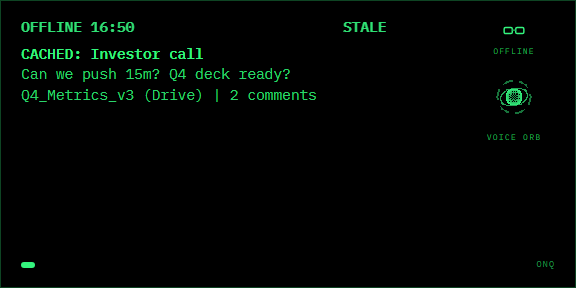 OFFLINE 16:50
STALE
CACHED: Investor call
Can we push 15m? Q4 deck ready?
Q4_Metrics_v3 (Drive) | 2 comments
OFFLINE
VOICE ORB
ONQ